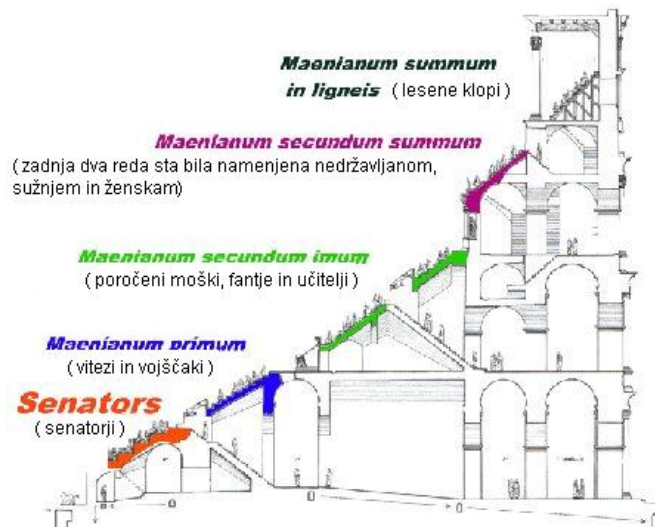 Maenianum summum
in ligneis ( lesene klopi )
Maenianum secundum summum
( zadnja dva reda sta bila namenjena nedržavljanom,
sužnjem in ženskam)
Maenianum secundum imum
( poročeni moški, fantje in učitelji )
Maenianum primum
( vitezi in vojščaki )
Senators
( senatorji )